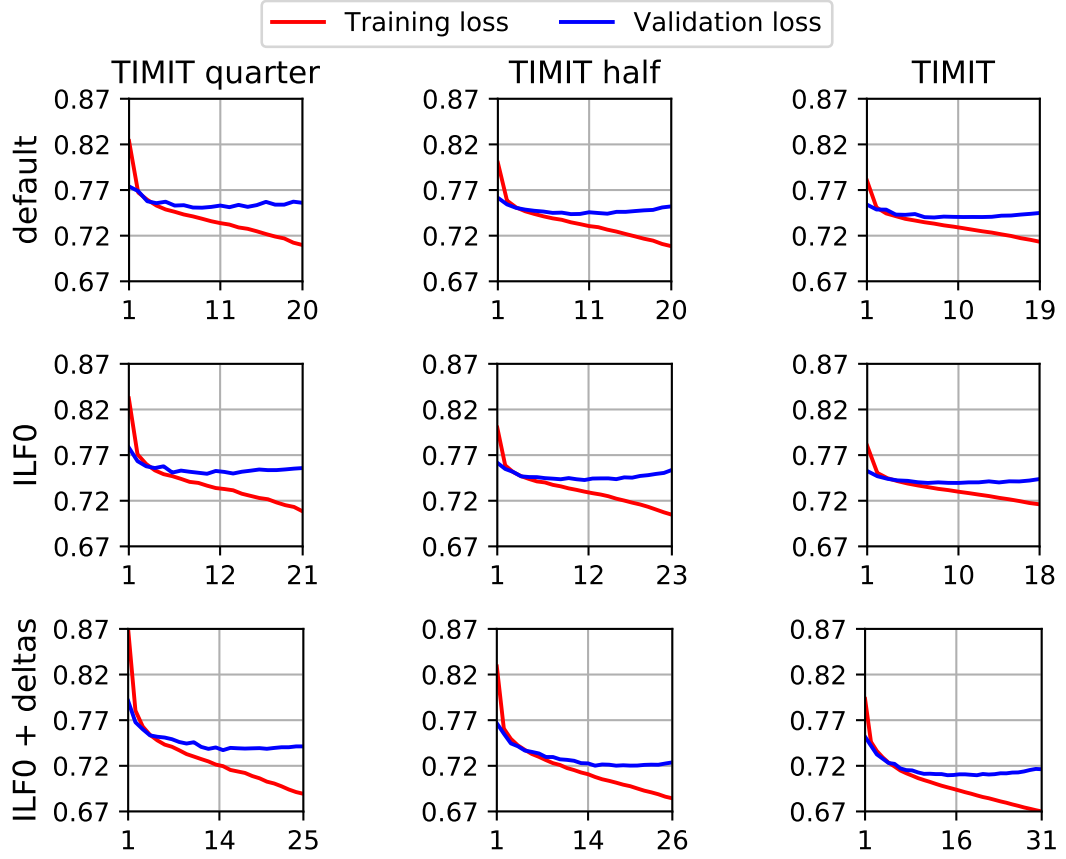 Training loss Validation loss
TIMIT quarter TIMIT half TIMIT
default
0.87 0.87 0.87
0.82 0.82 0.82
0.77 0.77 0.77
0.72 0.72 0.72
0.67 0.67 0.67
1 11 20 1 11 20 1 10 19
ILF0
0.87 0.87 0.87
0.82 0.82 0.82
0.77 0.77 0.77
0.72 0.72 0.72
0.67 0.67 0.67
1 12 21 1 12 23 1 10 18
ILF0 + deltas
0.87 0.87 0.87
0.82 0.82 0.82
0.77 0.77 0.77
0.72 0.72 0.72
0.67 0.67 0.67
1 14 25 1 14 26 1 16 31